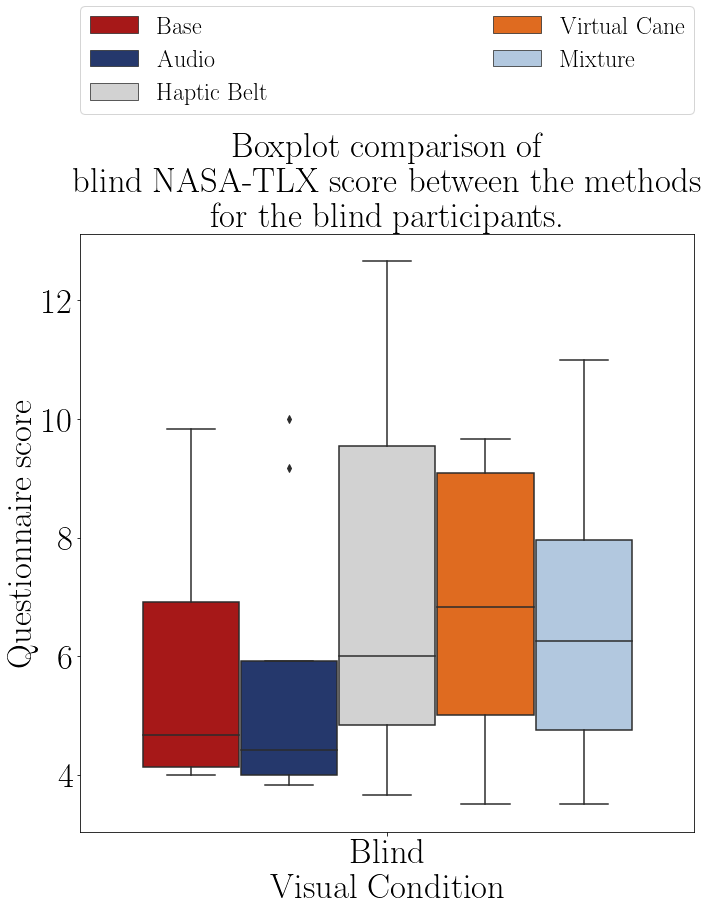 Base
Audio
Haptic Belt
Virtual Cane
Mixture
Boxplot comparison of
blind NASA-TLX score between the methods
for the blind participants.
12
10
8
6
4
Questionnaire score
Blind
Visual Condition